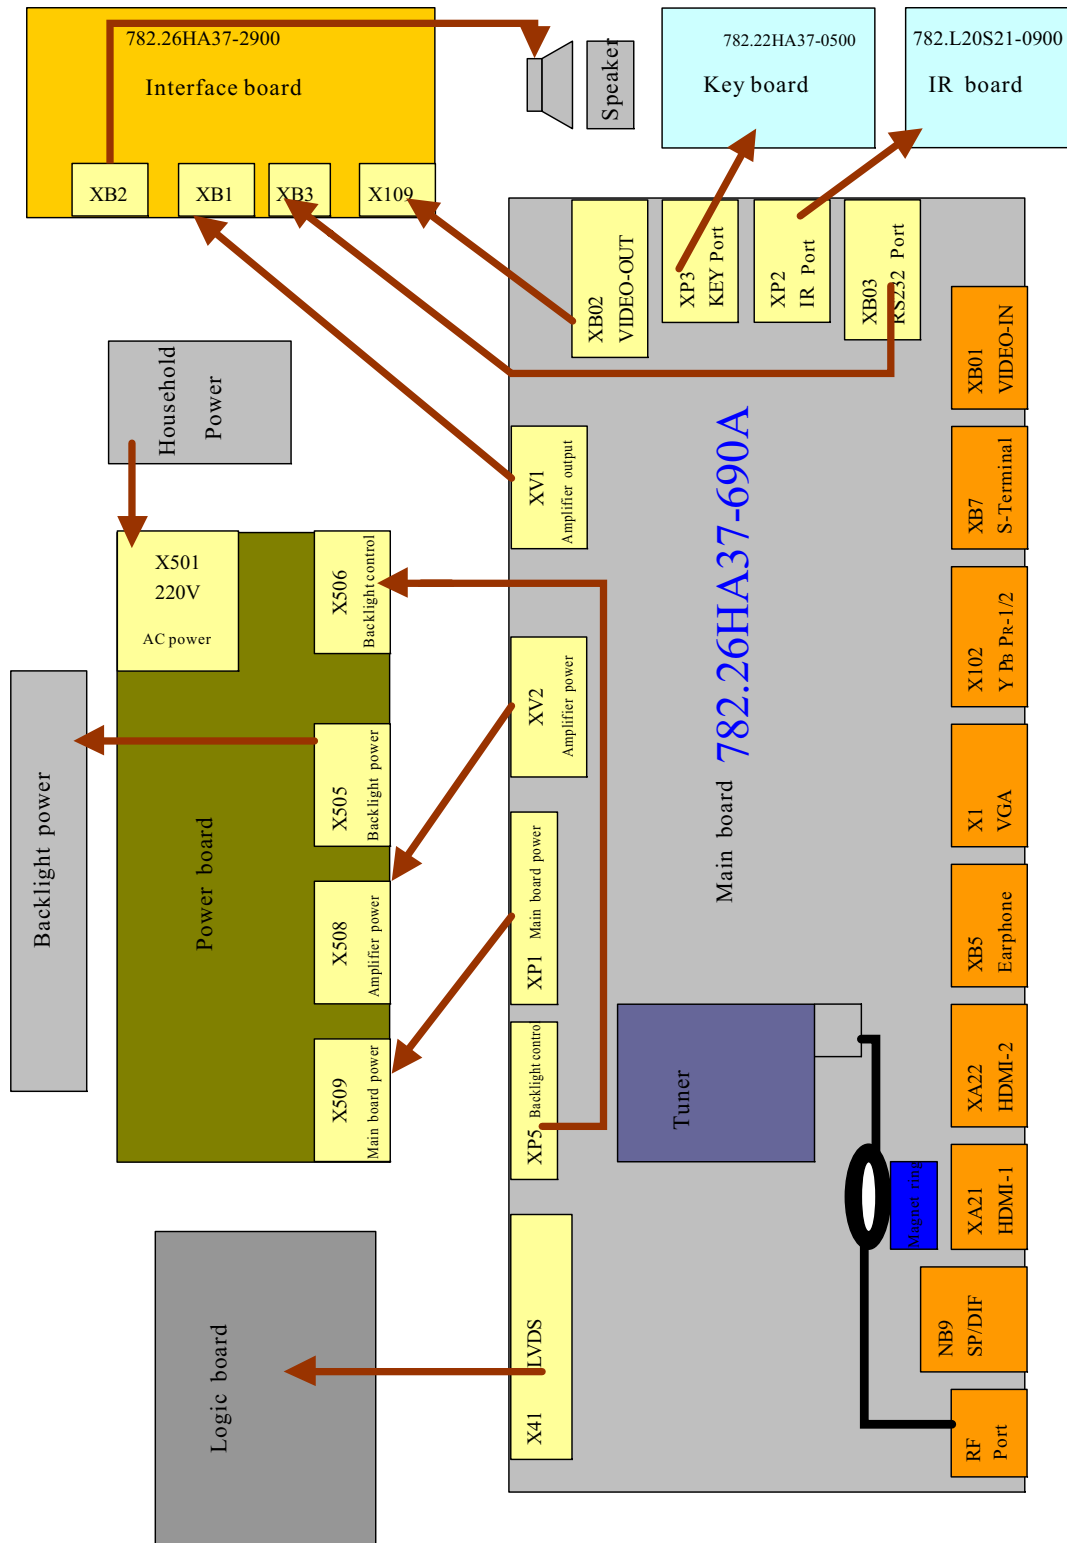 782.26HA37-2900
Interface board
XB2
XB1
XB3
X109
Speaker
782.22HA37-0500
Key board
782.L20S21-0900
IR board
XB02
VIDEO-OUT
XP3
KEY Port
XP2
IR Port
XB03
RS232 Port
Household
Power
X501
220V
AC power
X506
Backlight control
X505
Backlight power
X508
Amplifier power
X509
Main board power
Power board
Backlight power
Logic board
XV1
Amplifier output
XV2
Amplifier power
XP1 Main board power
XP5 Backlight control
X41 LVDS
Main board 782.26HA37-690A
Tuner
Magnet ring
XB01
VIDEO-IN
XB7
S-Terminal
X102
Y PB PR-1/2
X1
VGA
XB5
Earphone
XA22
HDMI-2
XA21
HDMI-1
NB9
SP/DIF
RF
Port